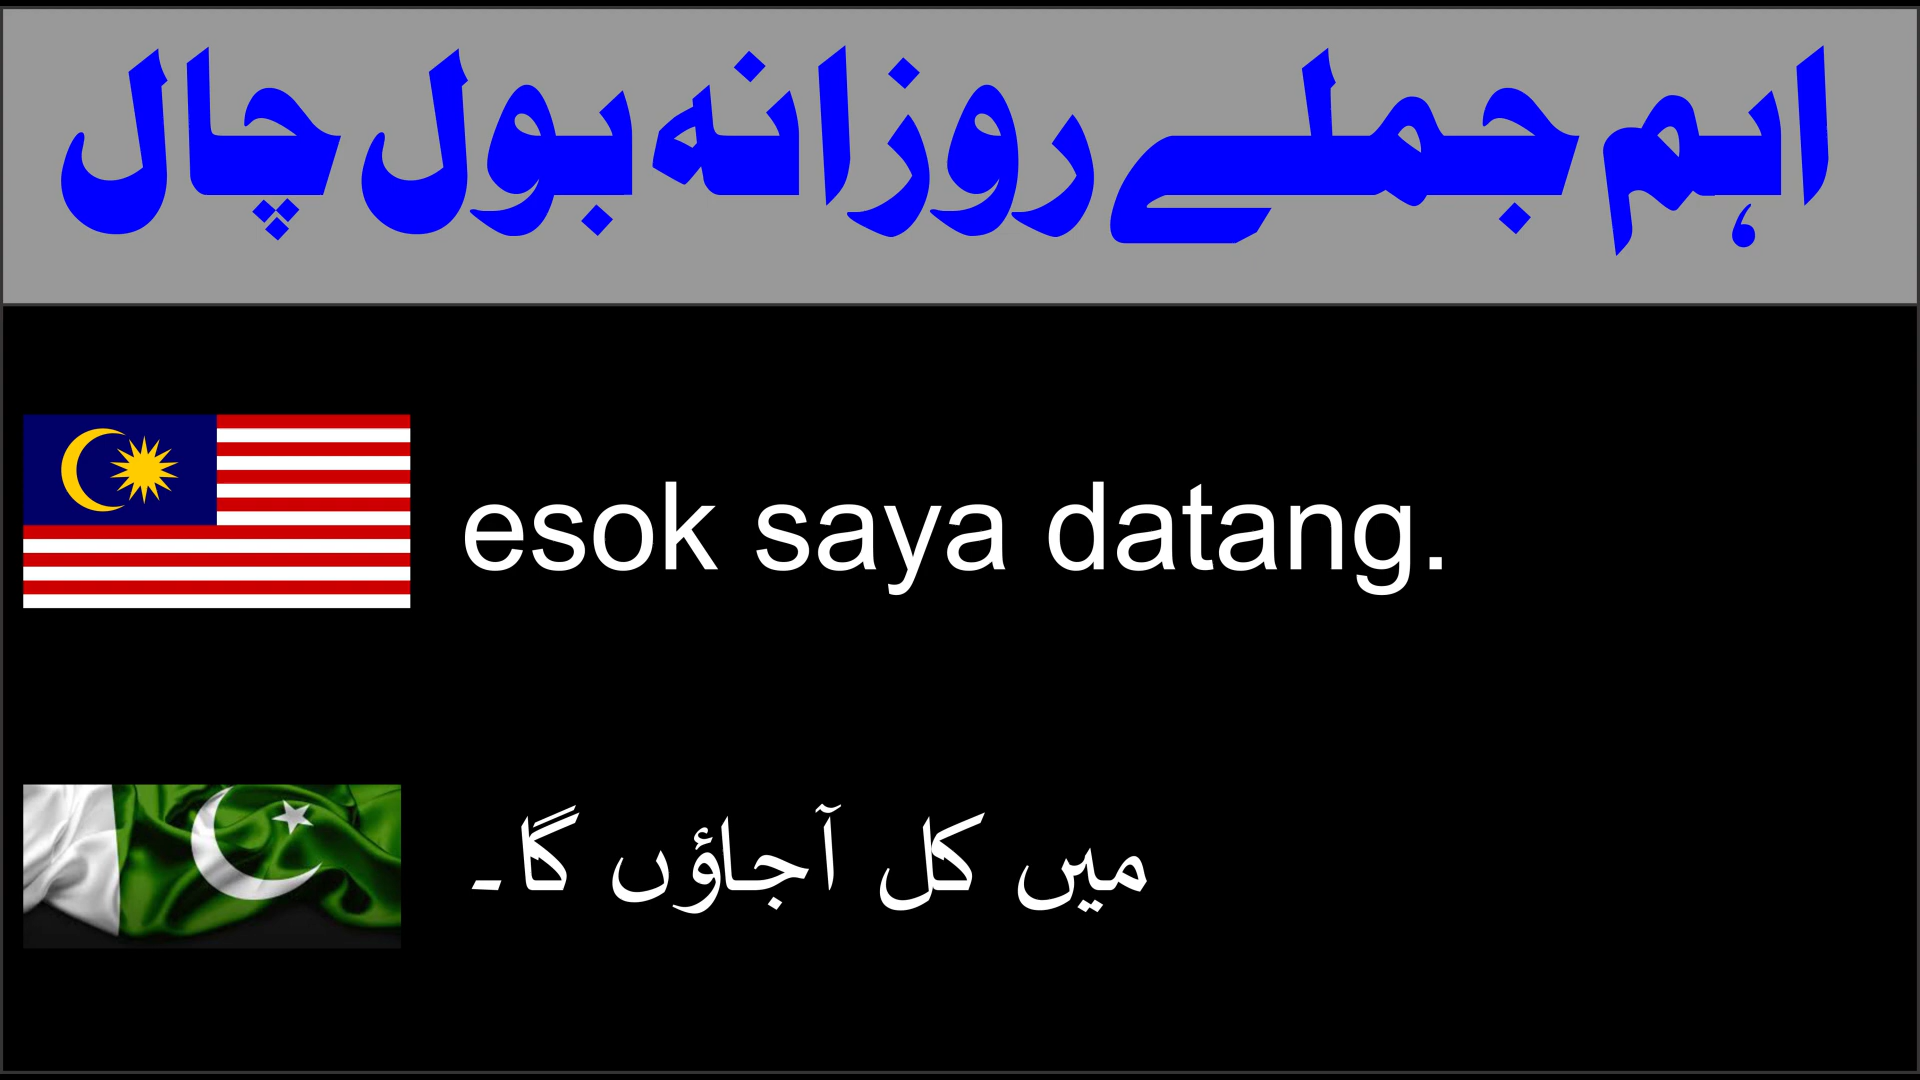 اہم جملے روزانہ بول چال
esok saya datang.
میں کل آجاؤں گا۔